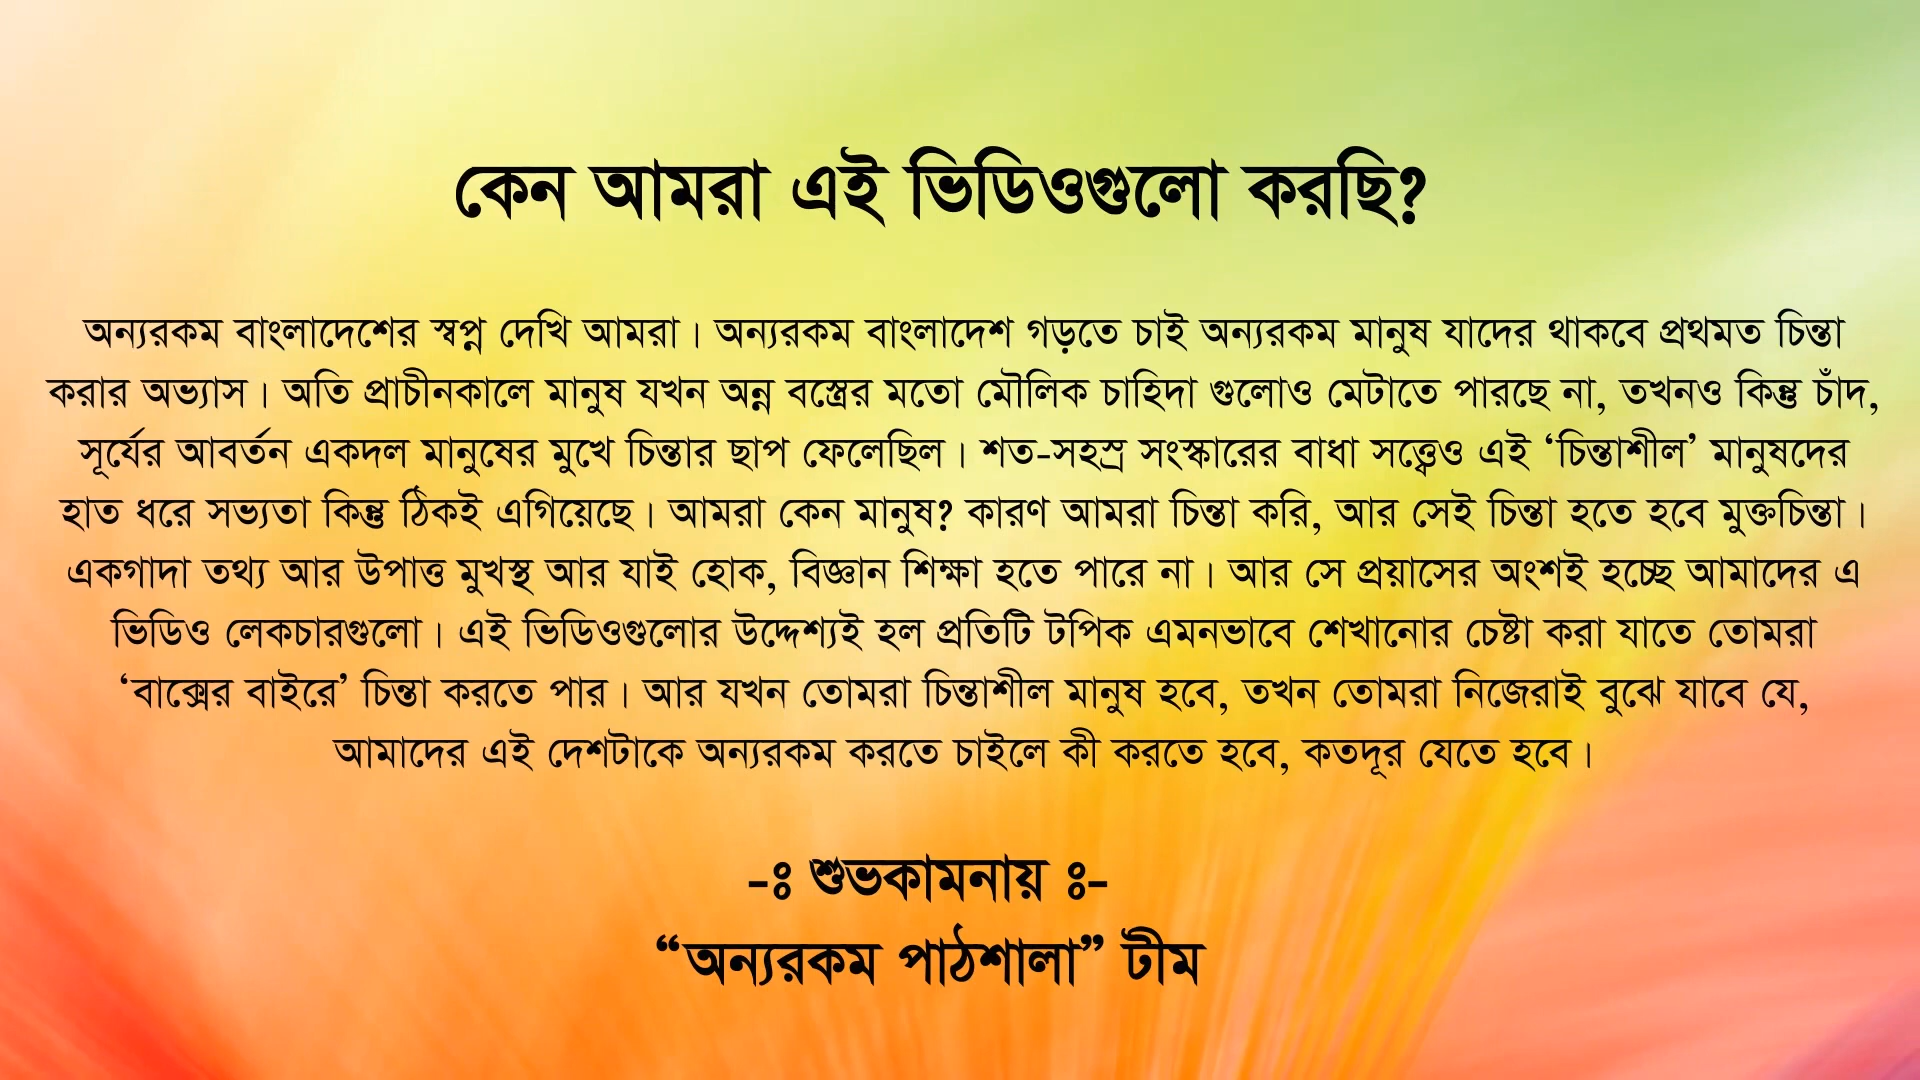 কেন আমরা এই ভিডিওগুলো করছি?
অন্যরকম বাংলাদেশের স্বপ্ন দেখি আমরা। অন্যরকম বাংলাদেশ গড়তে চাই অন্যরকম মানুষ যাদের থাকবে প্রথমত চিন্তা
করার অভ্যাস। অতি প্রাচীনকালে মানুষ যখন অন্ন বস্ত্রের মতো মৌলিক চাহিদা গুলোও মেটাতে পারছে না, তখনও কিন্তু চাঁদ,
সূর্যের আবর্তন একদল মানুষের মুখে চিন্তার ছাপ ফেলেছিল। শত-সহস্র সংস্কারের বাধা সত্ত্বেও এই ‘চিন্তাশীল’ মানুষদের
হাত ধরে সভ্যতা কিন্তু ঠিকই এগিয়েছে। আমরা কেন মানুষ? কারণ আমরা চিন্তা করি, আর সেই চিন্তা হতে হবে মুক্তচিন্তা।
একগাদা তথ্য আর উপাত্ত মুখস্থ আর যাই হোক, বিজ্ঞান শিক্ষা হতে পারে না। আর সে প্রয়াসের অংশই হচ্ছে আমাদের এ
ভিডিও লেকচারগুলো। এই ভিডিওগুলোর উদ্দেশ্যই হল প্রতিটি টপিক এমনভাবে শেখানোর চেষ্টা করা যাতে তোমরা
‘বাক্সের বাইরে’ চিন্তা করতে পার। আর যখন তোমরা চিন্তাশীল মানুষ হবে, তখন তোমরা নিজেরাই বুঝে যাবে যে,
আমাদের এই দেশটাকে অন্যরকম করতে চাইলে কী করতে হবে, কতদূর যেতে হবে।
-ঃ শুভকামনায় ঃ-
“অন্যরকম পাঠশালা” টীম